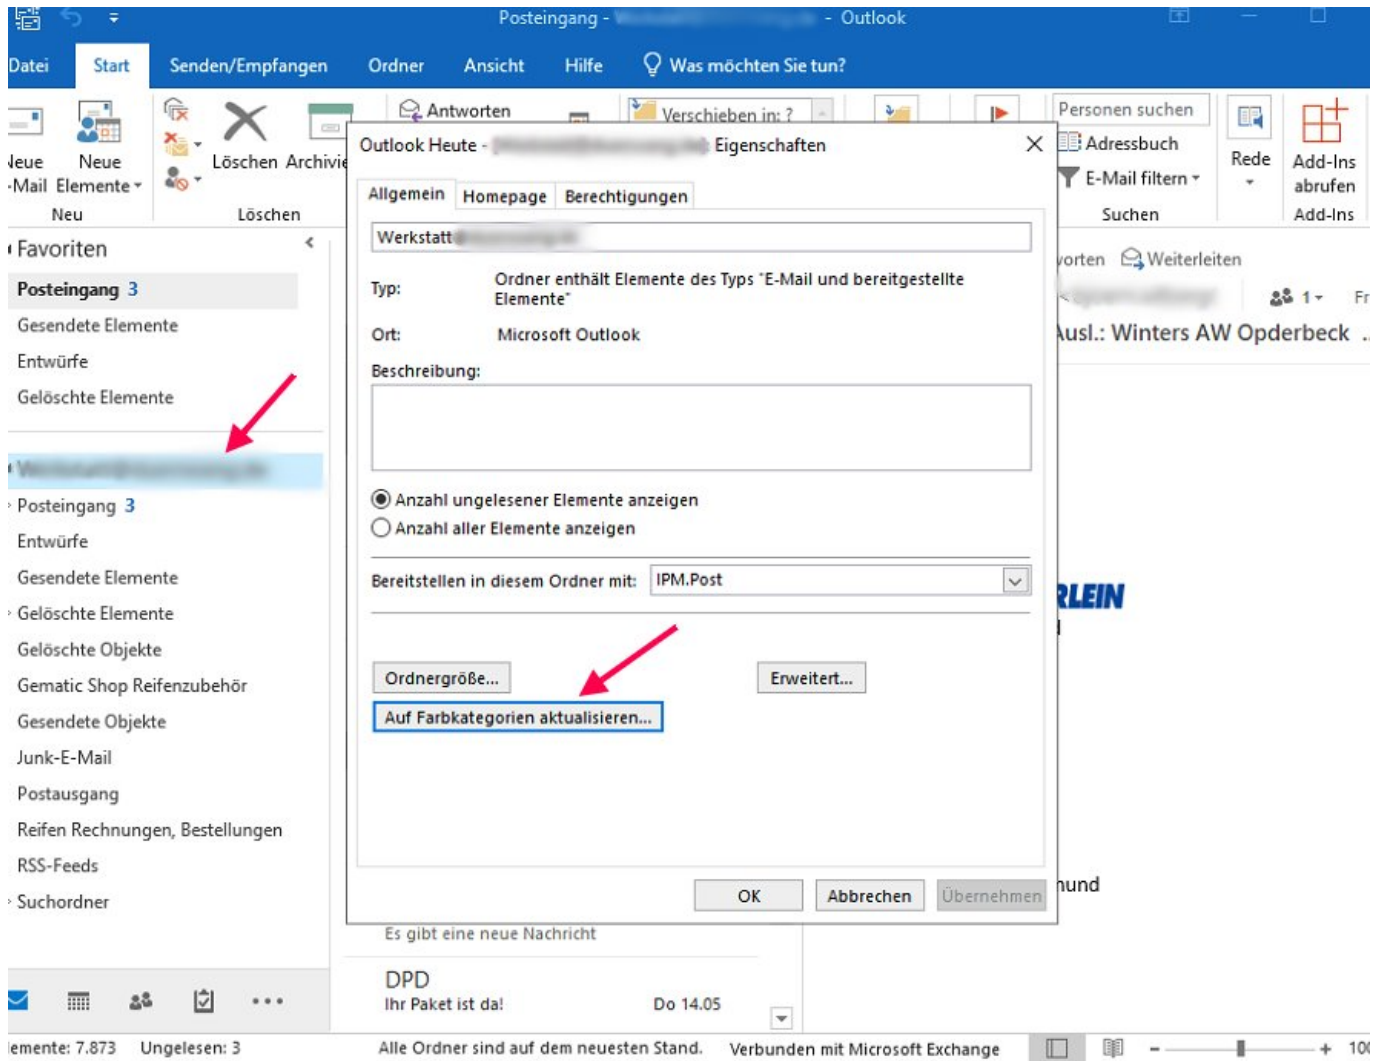 Posteingang - - Outlook
Datei Start Senden/Empfangen Ordner Ansicht Hilfe Was möchten Sie tun?
Antworten
Verschieben in: ?
Personen suchen
Löschen
Adressbuch
Neue
-Mail
Neue
Elemente
Rede
Add-Ins
abrufen
E-Mail filtern
Neu
Löschen
Suchen
Add-Ins
Outlook Heute - Eigenschaften
Allgemein Homepage Berechtigungen
Werkstatt
Typ: Ordner enthält Elemente des Typs "E-Mail und bereitgestellte
Elemente"
Ort: Microsoft Outlook
Beschreibung:
Anzahl ungelesener Elemente anzeigen
Anzahl aller Elemente anzeigen
Bereitstellen in diesem Ordner mit: IPM.Post
Ordnergröße... Erweitert...
Auf Farbkategorien aktualisieren...
OK Abbrechen Übernehmen
Favoriten
Posteingang 3
Gesendete Elemente
Entwürfe
Gelöschte Elemente
Posteingang 3
Entwürfe
Gesendete Elemente
Gelöschte Elemente
Gelöschte Objekte
Gematic Shop Reifenzubehör
Gesendete Objekte
Junk-E-Mail
Postausgang
Reifen Rechnungen, Bestellungen
RSS-Feeds
Suchordner
Weiterleiten
1
Ausl.: Winters AW Opderbeck ..
RLEIN
Es gibt eine neue Nachricht
DPD
Ihr Paket ist da! Do 14.05
Elemente: 7.873 Ungelesen: 3 Alle Ordner sind auf dem neuesten Stand. Verbunden mit Microsoft Exchange